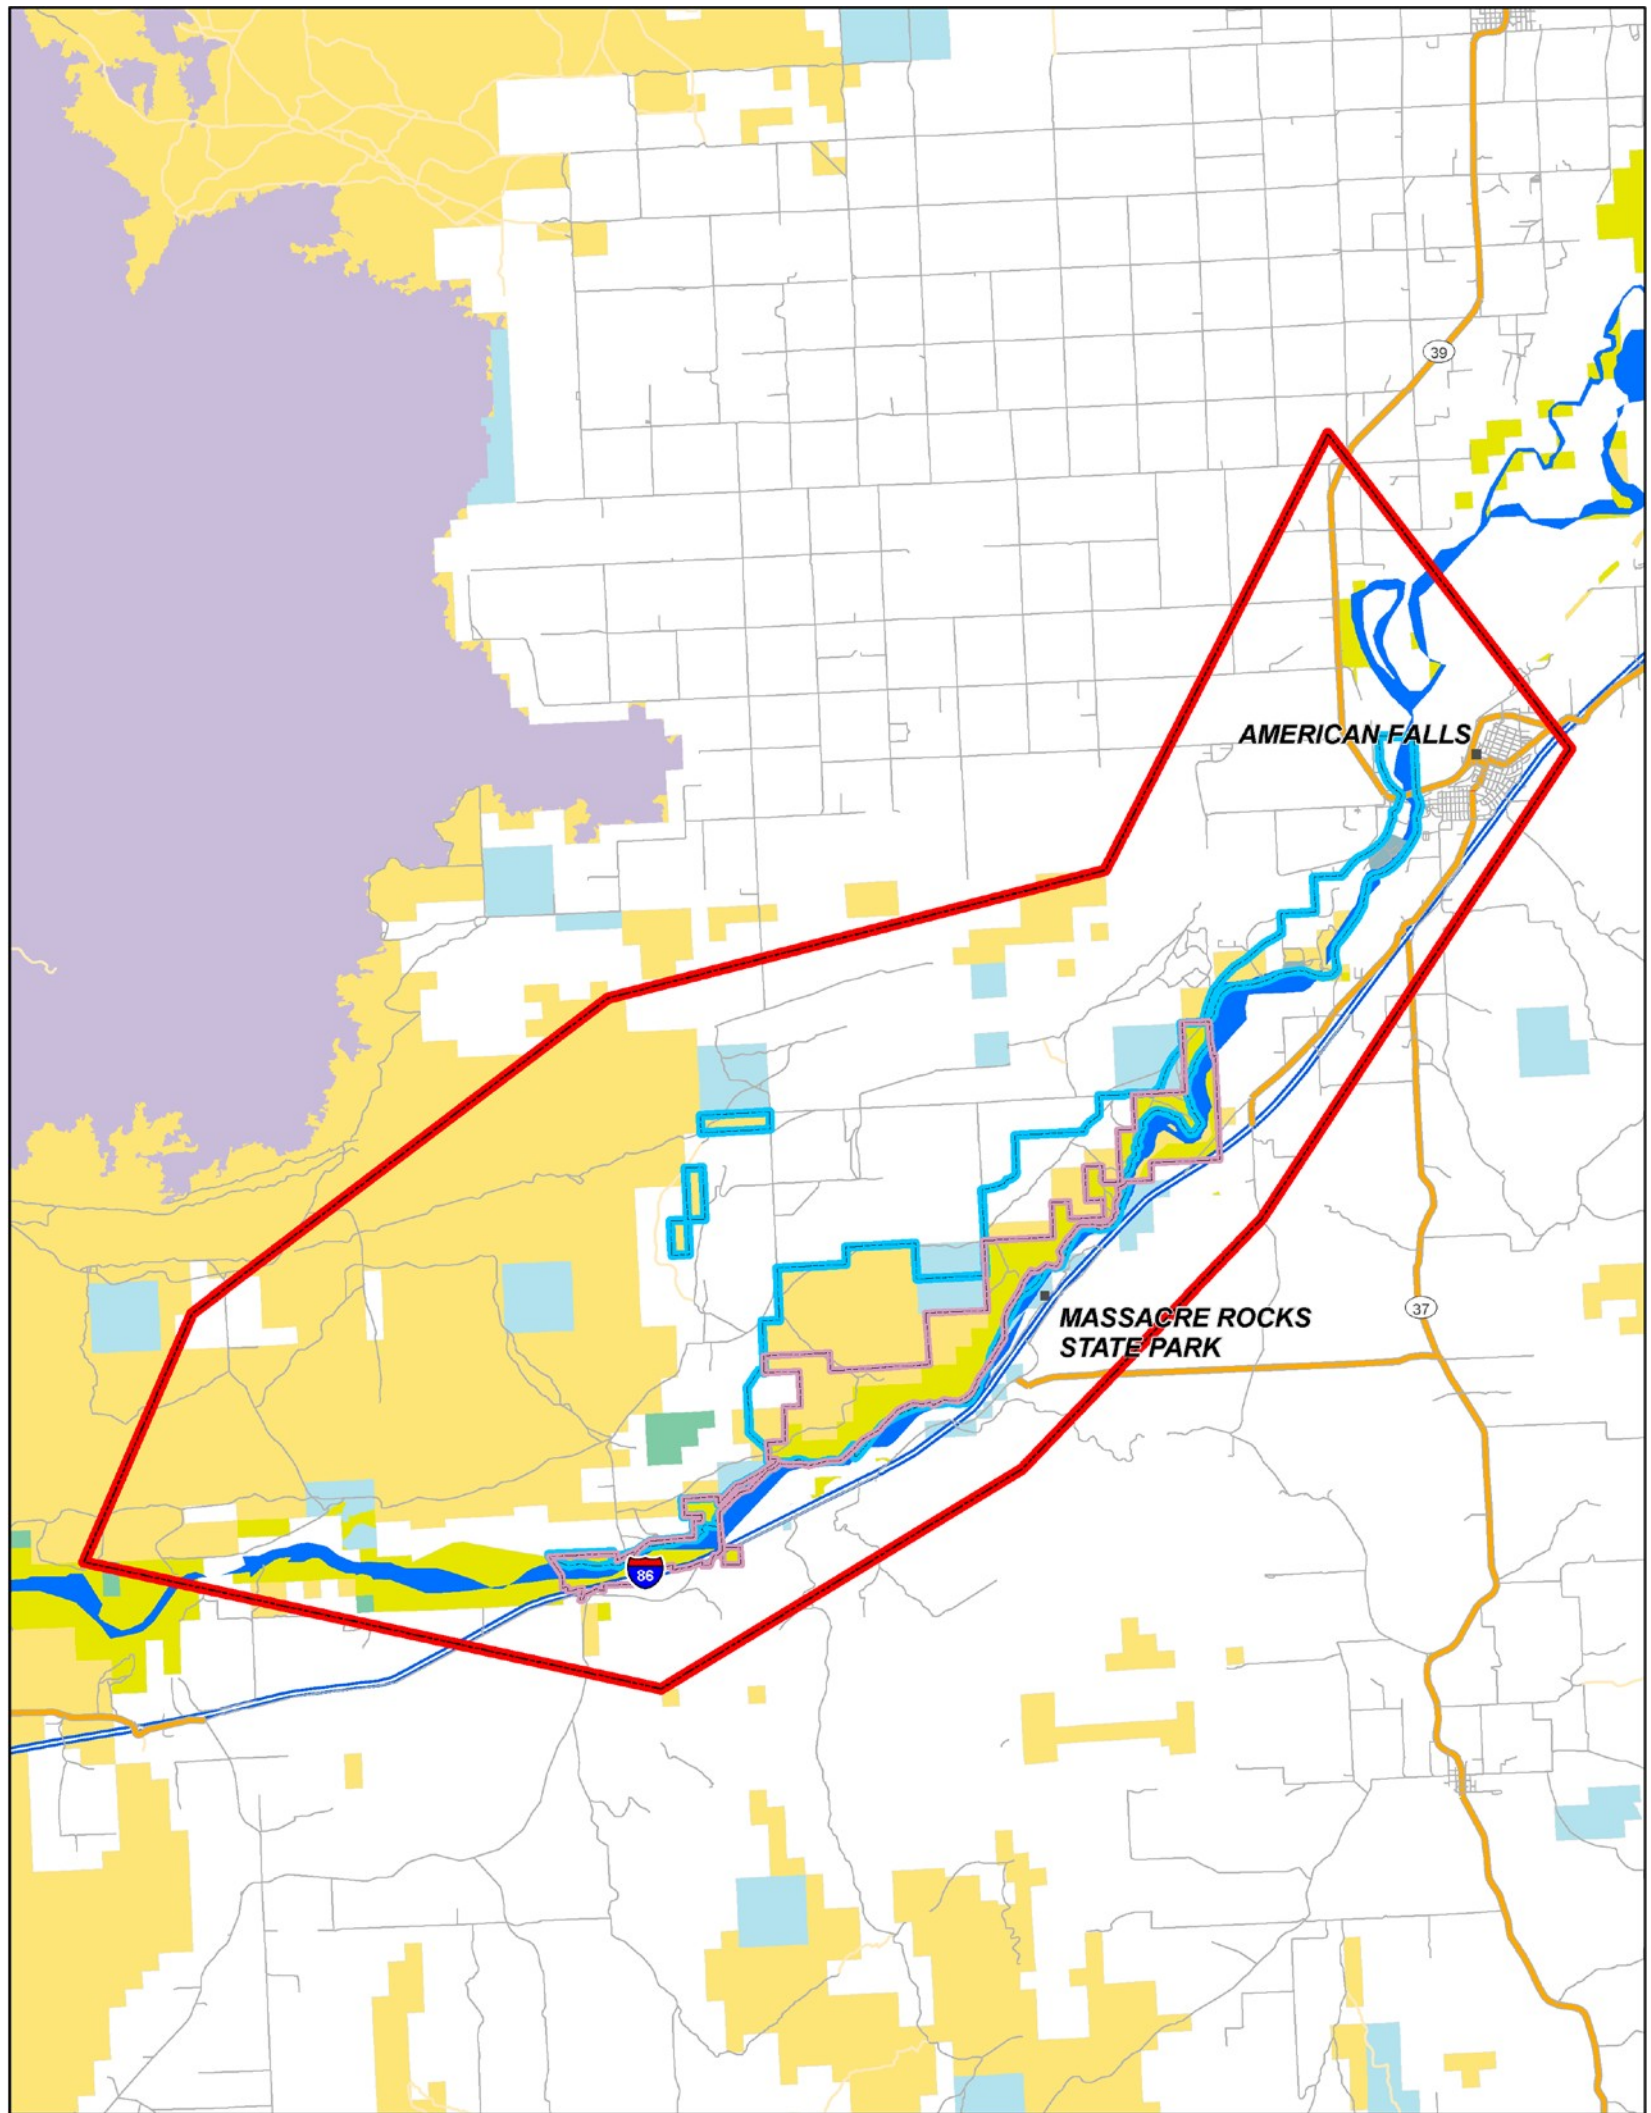 39
AMERICAN FALLS
MASSACRE ROCKS
STATE PARK
37
86